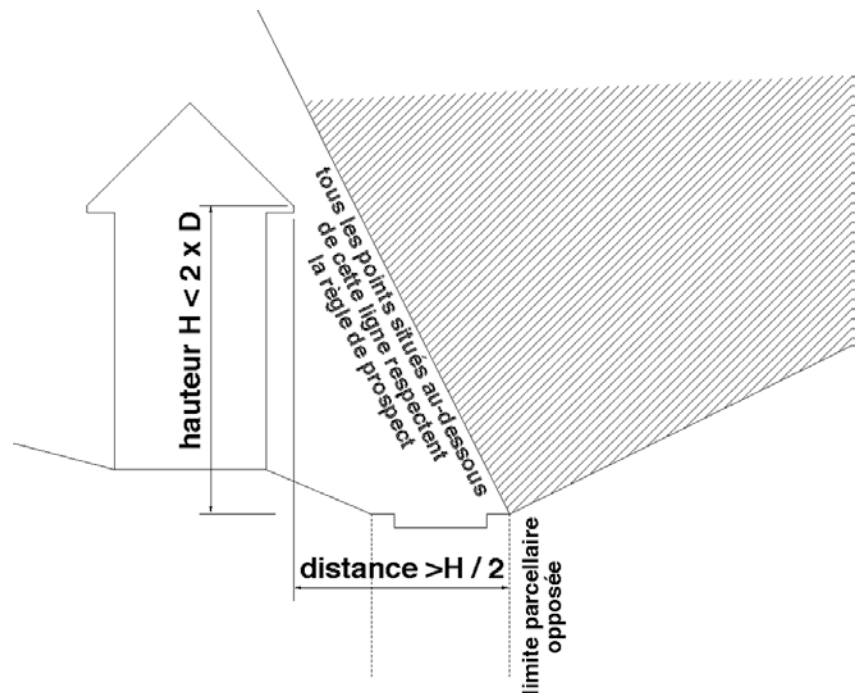 tous les points situés au-dessous
de cette ligne respectent
la règle de prospect
hauteur H < 2 x D
distance >H / 2
limite parcellaire
opposée